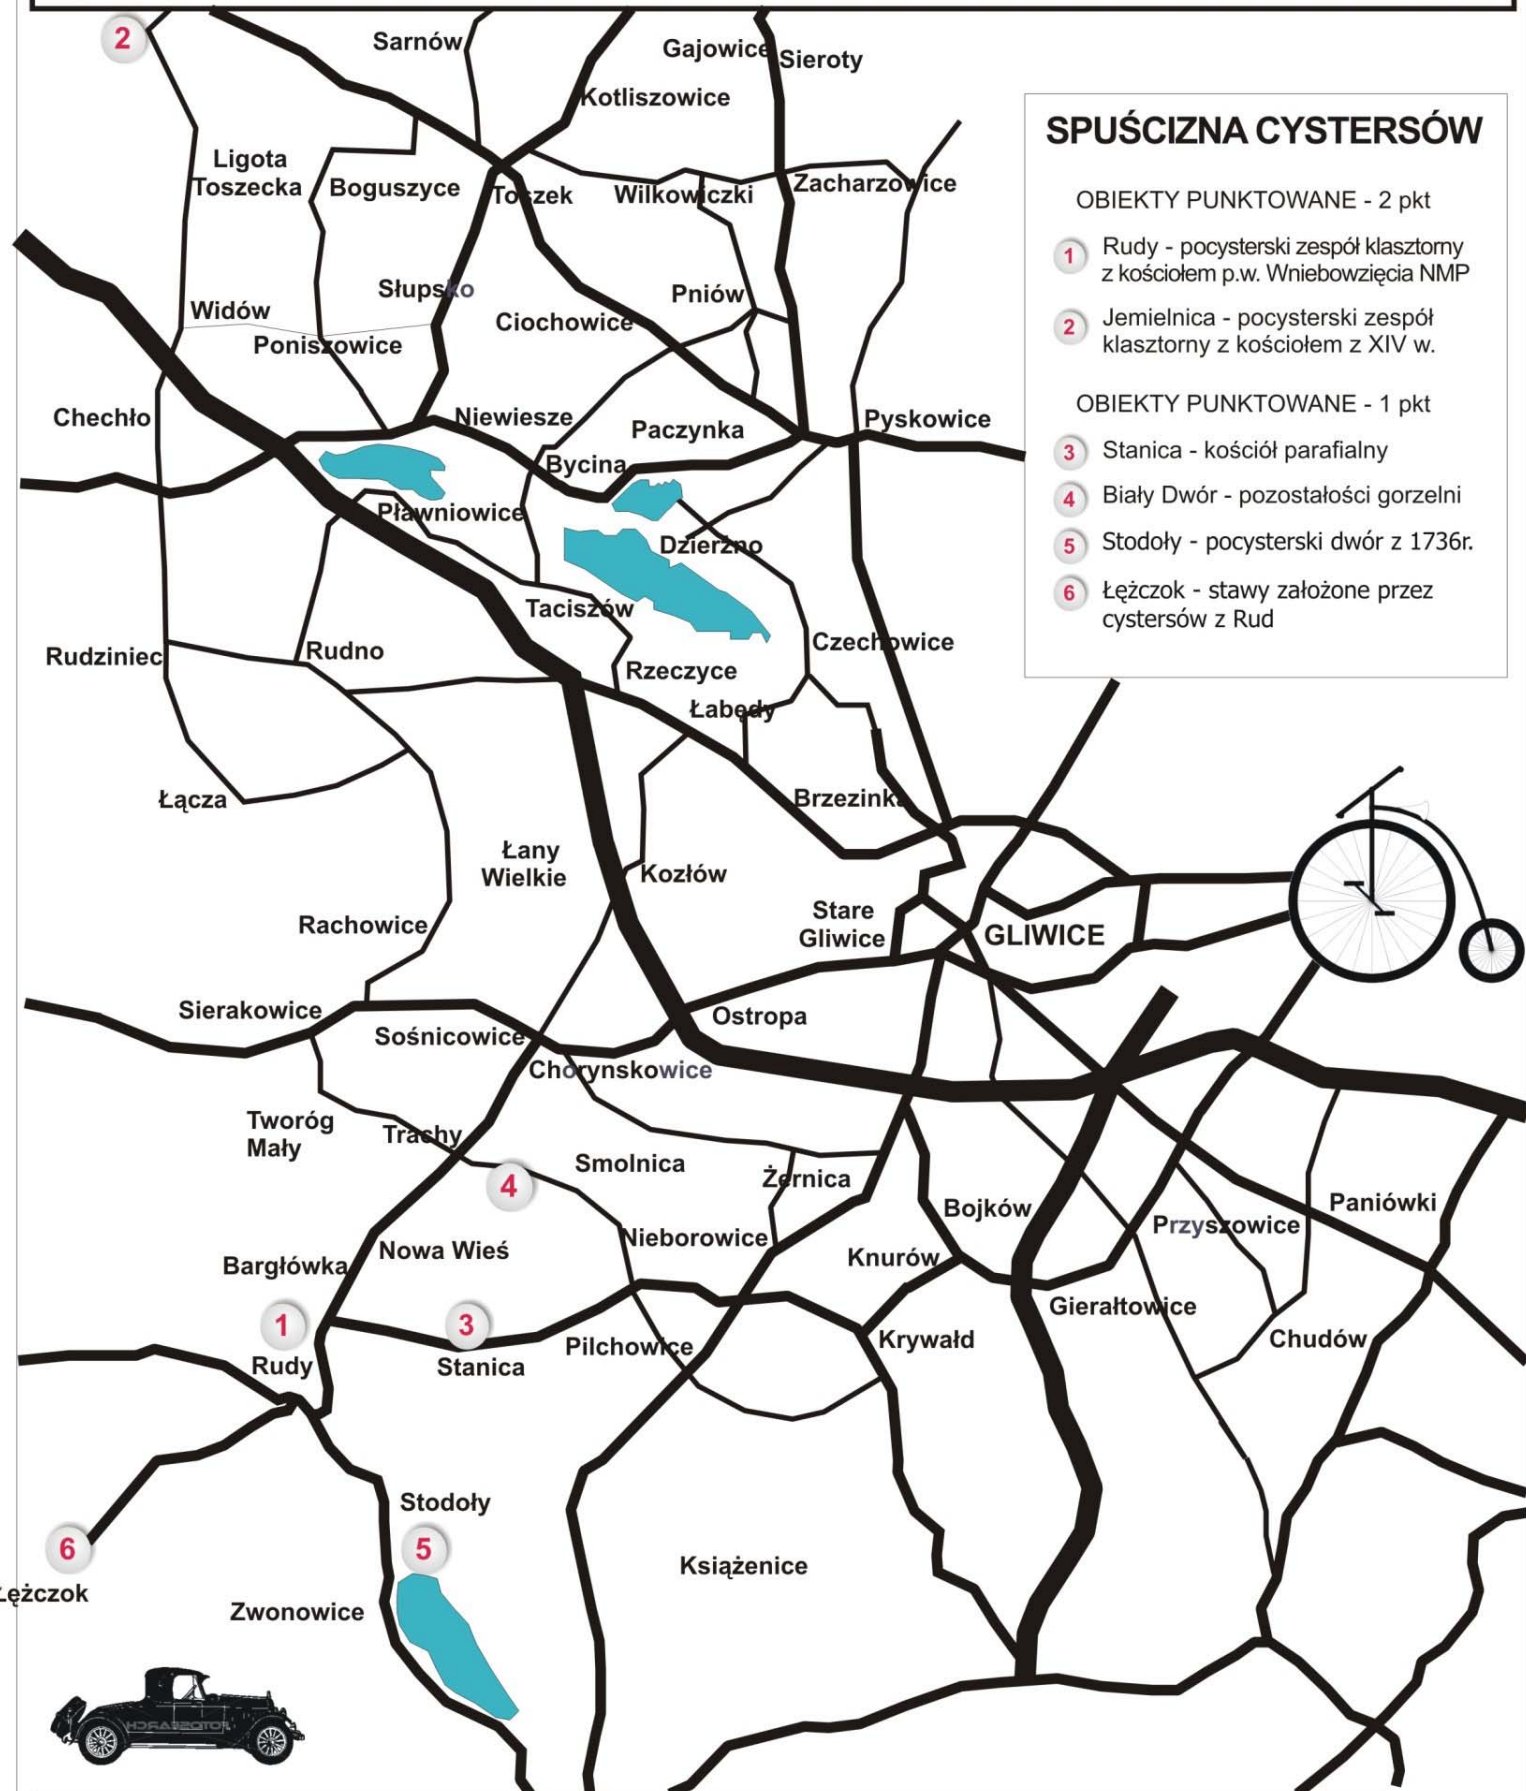 2
Sarnów
Gajowice
Sieroty
Kotliszowice
SPUŚCIZNA CYSTERSÓW
OBIEKTY PUNKTOWANE - 2 pkt
1 Rudy - pocysterski zespół klasztorny
z kościołem p.w. Wniebowzięcia NMP
2 Jemielnica - pocysterski zespół
klasztorny z kościołem z XIV w.
OBIEKTY PUNKTOWANE - 1 pkt
3 Stanica - kościół parafialny
4 Biały Dwór - pozostałości gorzelni
5 Stodoły - pocysterski dwór z 1736r.
6 Łężczok - stawy założone przez
cystersów z Rud
Ligota
Toszecka
Boguszyce
Toszek
Wilkowiczki
Zacharzowice
Słupsko
Pniów
Widów
Ciochowice
Poniszowice
Chechło
Niewiesze
Paczynka
Pyskowice
Bycina
Pławniowice
Dzierżno
Taciszów
Czechowice
Rudziniec
Rudno
Rzeczyce
Łabędy
Łącza
Brzezinka
Łany
Wielkie
Kozłów
Rachowice
Stare
Gliwice
GLIWICE
Sierakowice
Sośnicowice
Ostropa
Chorynskowice
Tworóg
Mały
Trachy
4
Smolnica
Żernica
Bojków
Przyszowice
Paniówki
Nowa Wieś
Nieborowice
Knurów
Bargłówka
Gierałtowice
1
Rudy
3
Stanica
Pilchowice
Krywałd
Chudów
Stodoły
5
6
Łężczok
Książenice
Zwonowice